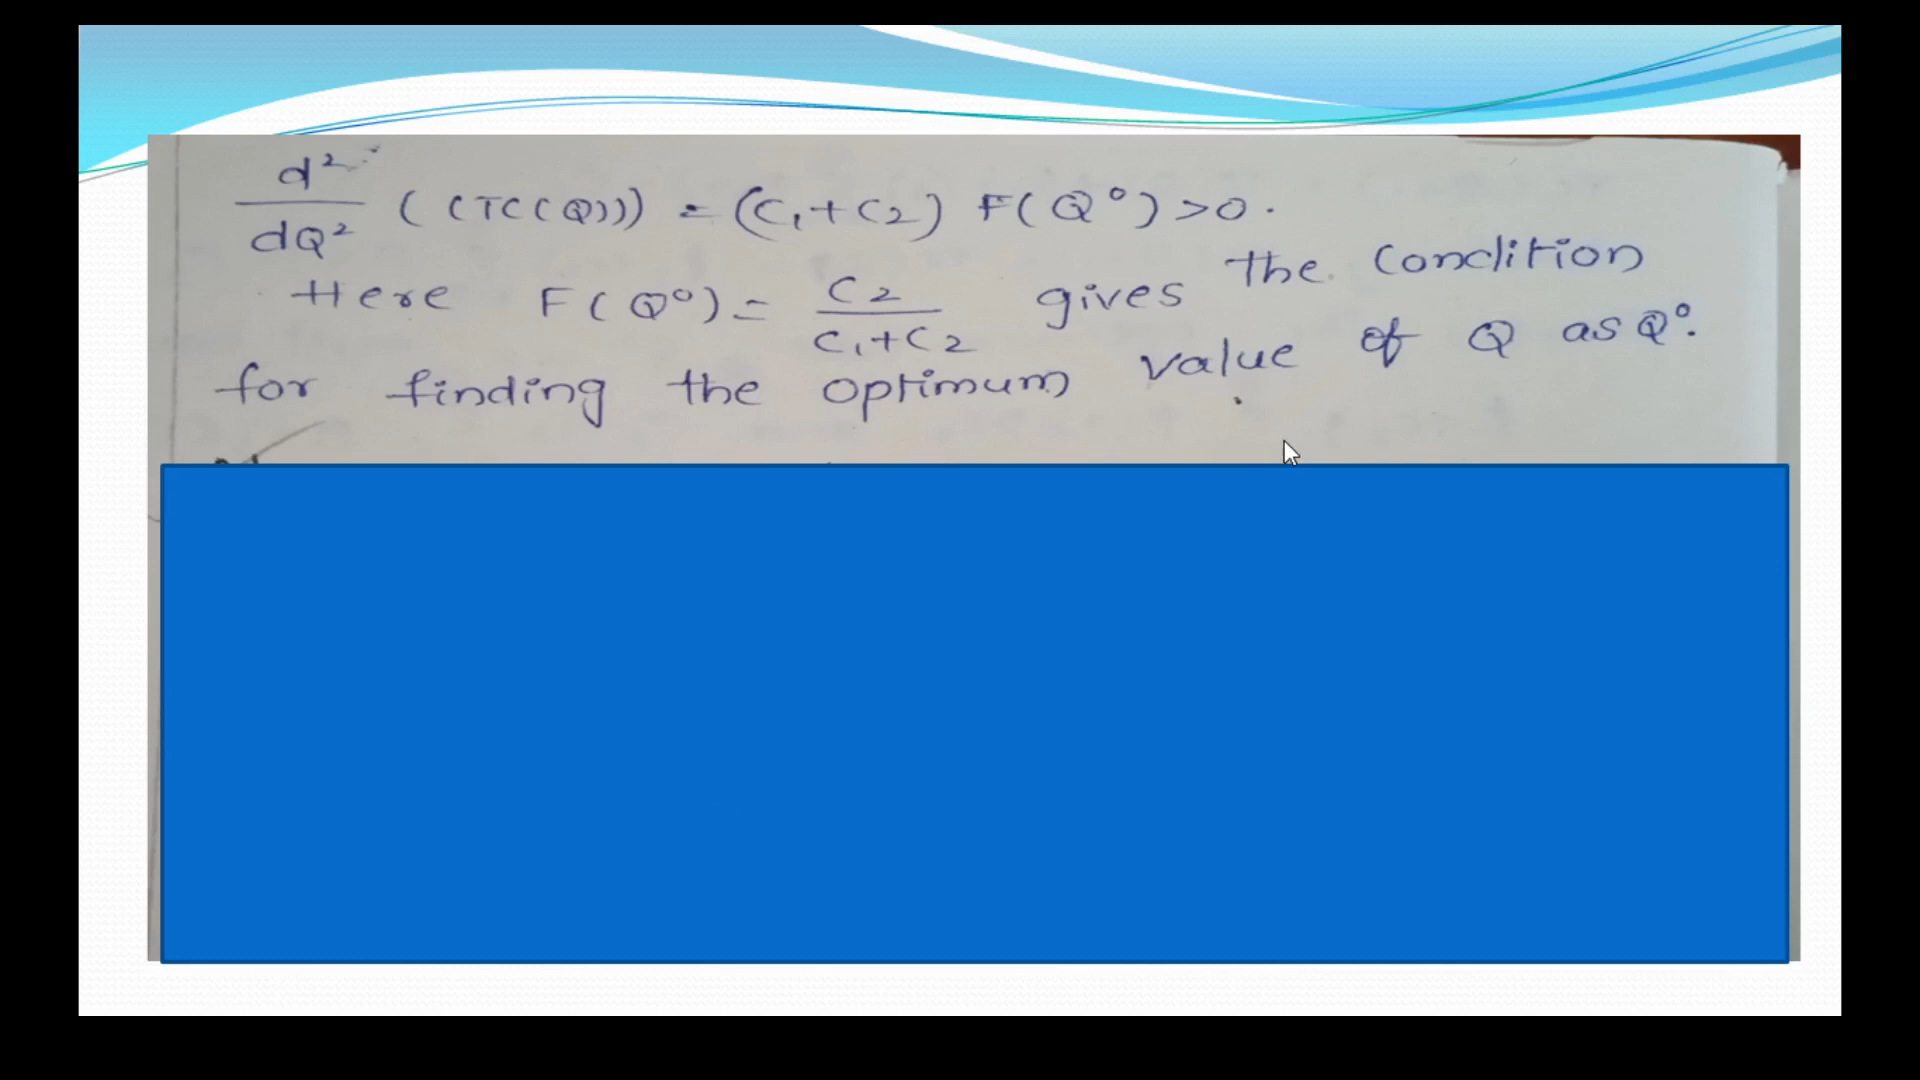 d²/dQ² ((TC(Q))) = (C₁+C₂) F(Q°) >0.
Here F(Q°) = C₂/C₁+C₂ gives the condition
for finding the optimum value of Q as Q°.